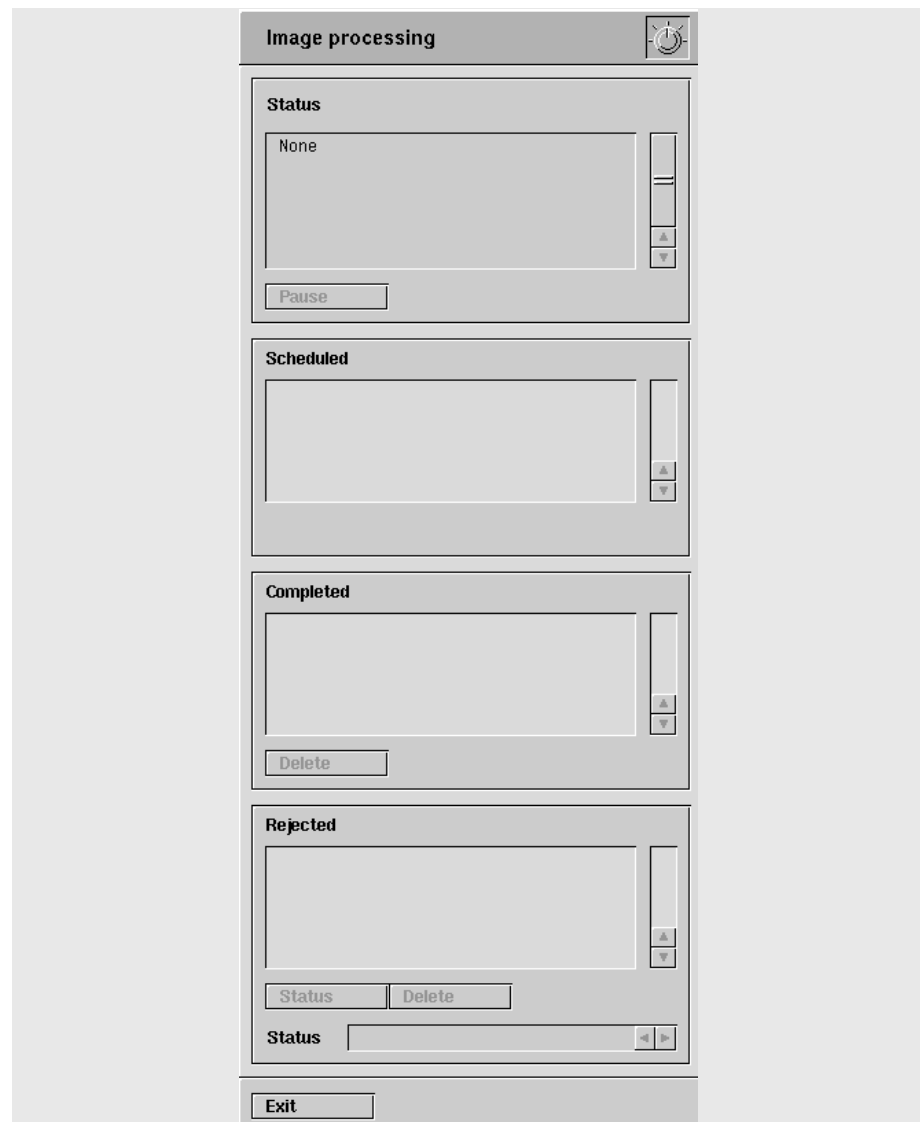 Image processing
Status
None
Pause
Scheduled
Completed
Delete
Rejected
Status Delete
Status
Exit